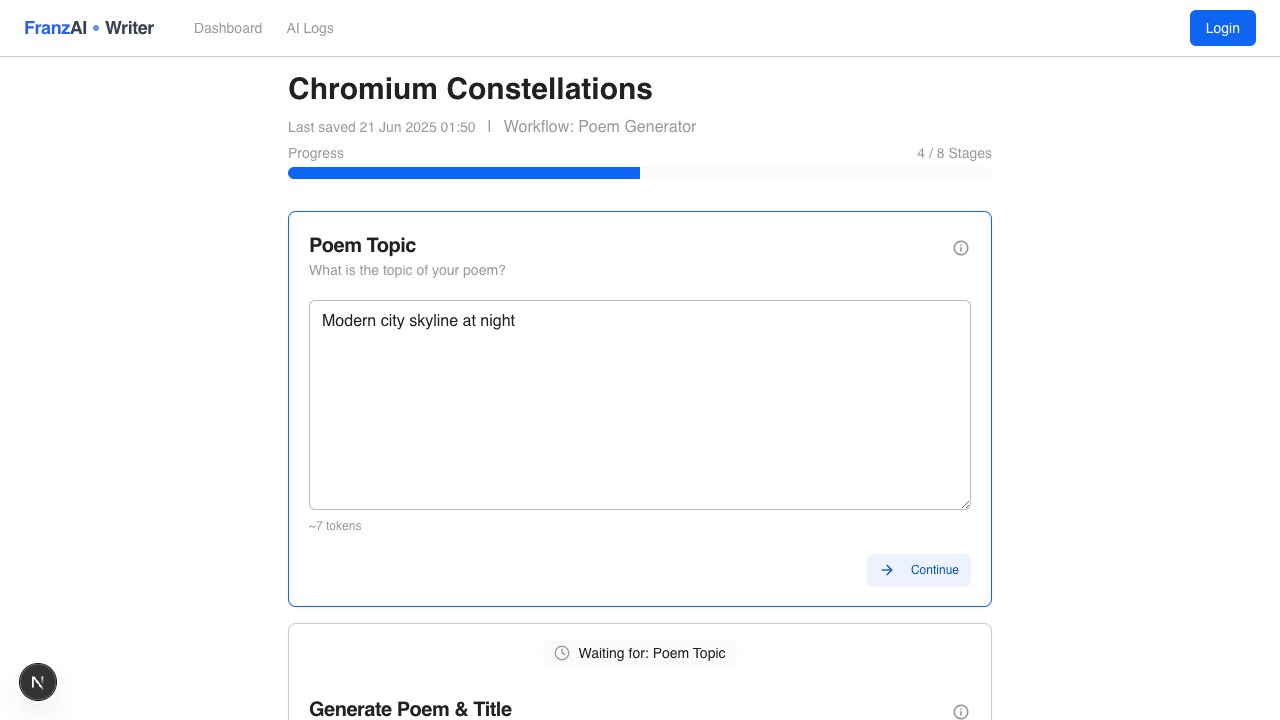 FranzAI • Writer
Dashboard
AI Logs
Login
Chromium Constellations
Last saved 21 Jun 2025 01:50 | Workflow: Poem Generator
Progress
4 / 8 Stages
Poem Topic
What is the topic of your poem?
Modern city skyline at night
~7 tokens
Continue
Waiting for: Poem Topic
N
Generate Poem & Title